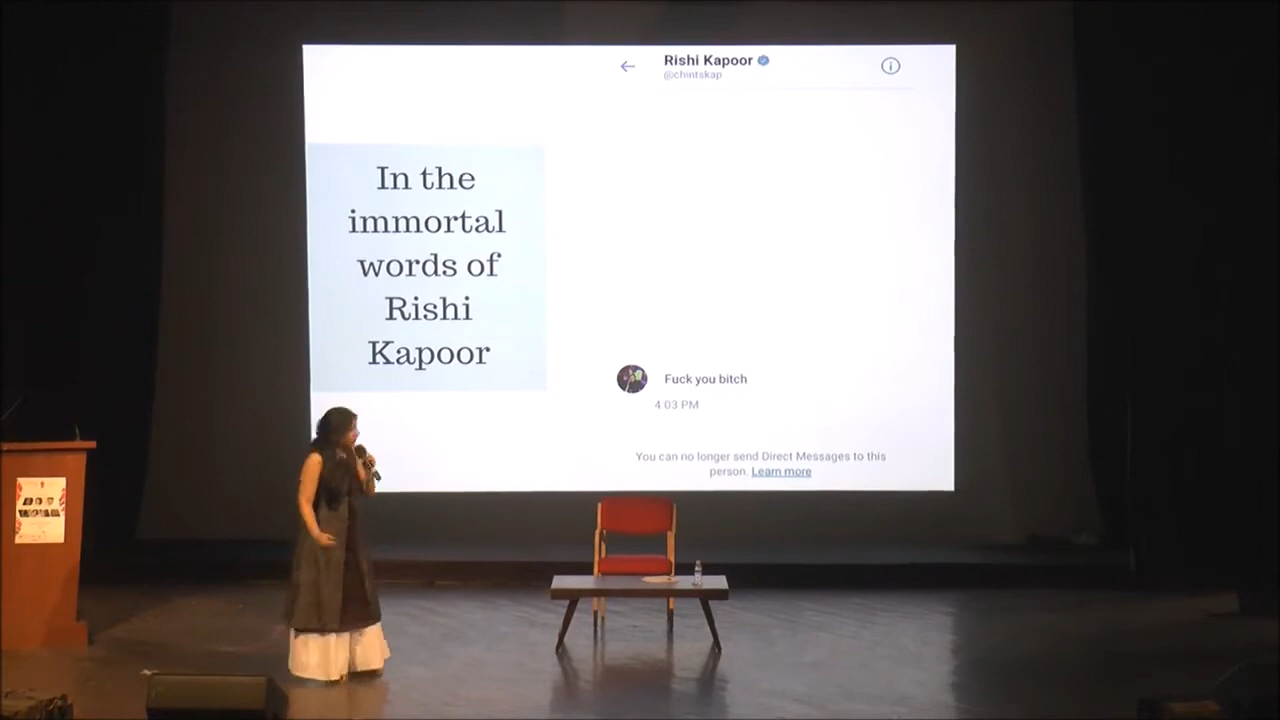 In the
immortal
words of
Rishi
Kapoor
Rishi Kapoor
@chintskap
Fuck you bitch
4:03 PM
You can no longer send Direct Messages to this
person. Learn more